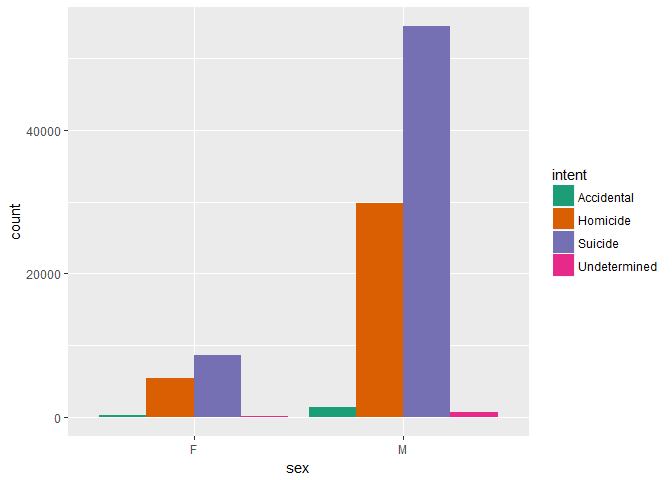 count
40000
20000
0
F
M
sex
intent
Accidental
Homicide
Suicide
Undetermined